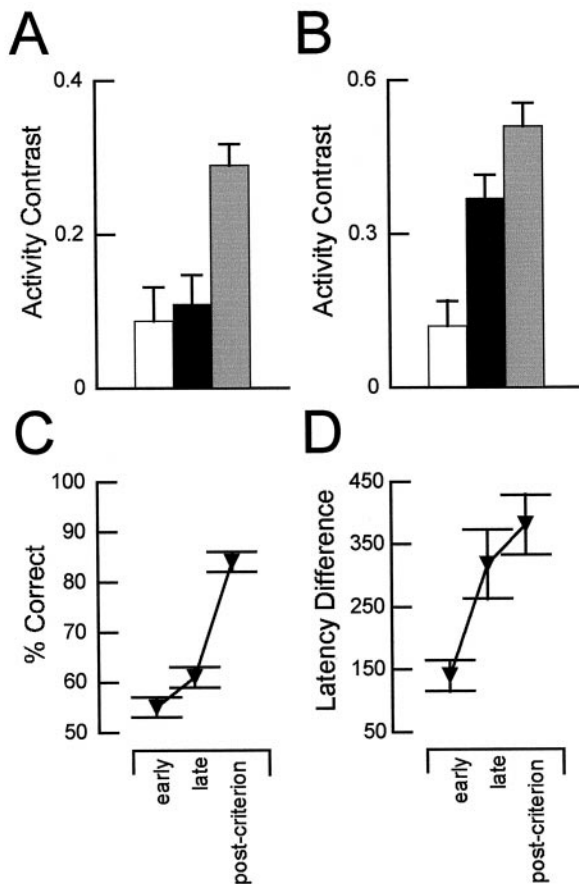 A
B
0.4
0.2
0
Activity Contrast
0.6
0.3
0
Activity Contrast
C
D
100
90
80
70
60
50
% Correct
450
350
250
150
50
Latency Difference
early
late
post-criterion
early
late
post-criterion